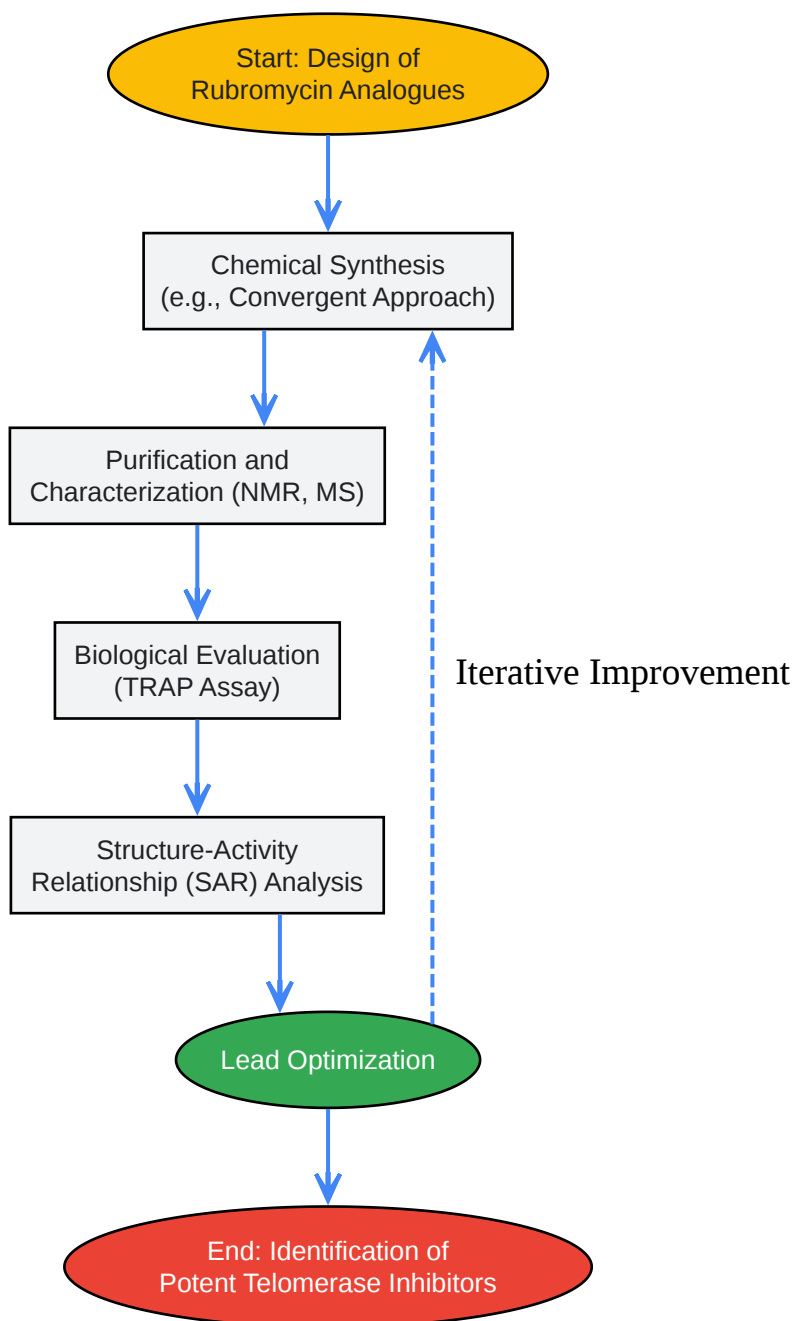 Start: Design of
Rubromycin Analogues
Chemical Synthesis
(e.g., Convergent Approach)
Purification and
Characterization (NMR, MS)
Biological Evaluation
(TRAP Assay)
Iterative Improvement
Structure-Activity
Relationship (SAR) Analysis
Lead Optimization
End: Identification of
Potent Telomerase Inhibitors